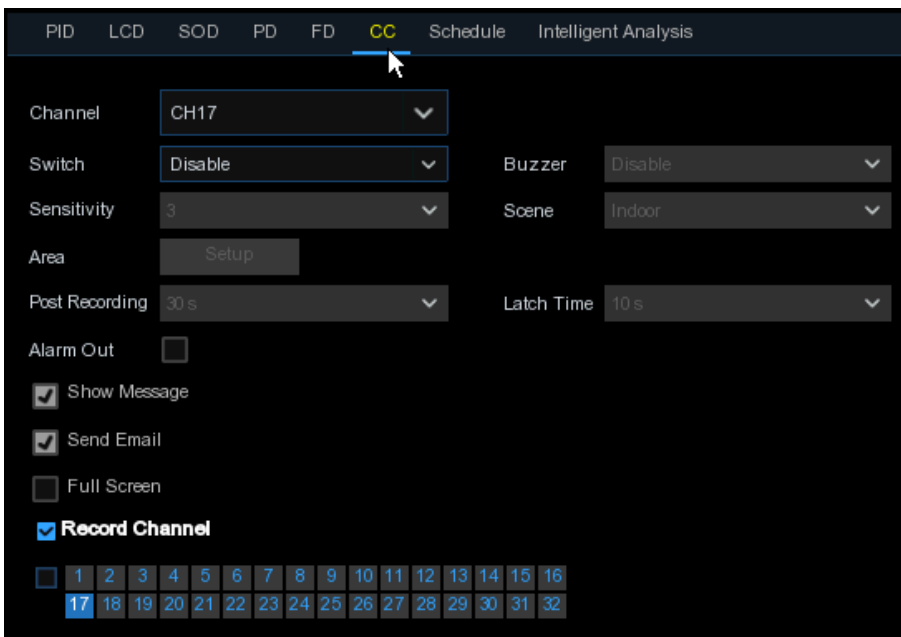 PID LCD SOD PD FD CC Schedule Intelligent Analysis
Channel CH17
Switch Disable Buzzer Disable
Sensitivity 3 Scene Indoor
Area Setup
Post Recording 30 s Latch Time 10 s
Alarm Out
Show Message
Send Email
Full Screen
Record Channel
1 2 3 4 5 6 7 8 9 10 11 12 13 14 15 16
17 18 19 20 21 22 23 24 25 26 27 28 29 30 31 32